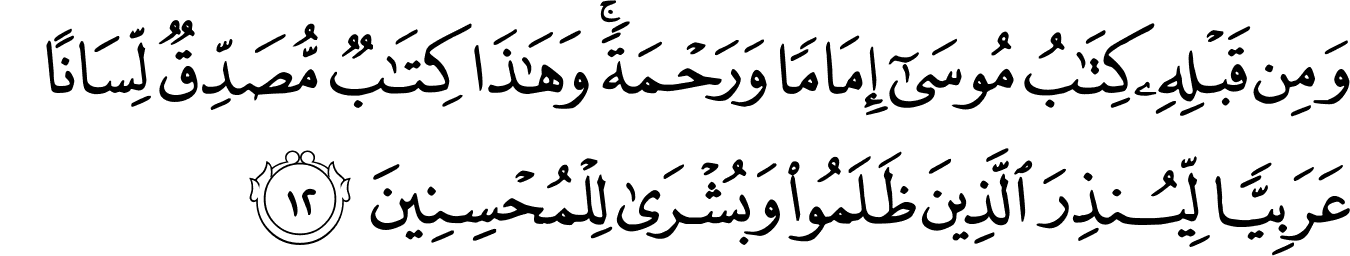 وَمِن قَبْلِهِۦ كِتَـٰبُ مُوسَىٰٓ إِمَامًا وَرَحْمَةً ۚ وَهَـٰذَا كِتَـٰبٌ مُّصَدِّقٌ لِّسَانًا
عَرَبِيًّا لِّيُنذِرَ ٱلَّذِينَ ظَلَمُوا۟ وَبُشْرَىٰ لِلْمُحْسِنِينَ ١٢